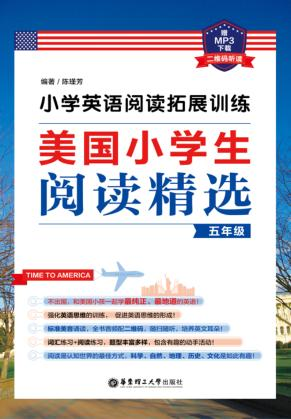 赠
MP3
下载
二维码听读
编著/陈瑾芳
小学英语阅读拓展训练
美国小学生
阅读精选
五年级
TIME TO AMERICA
不出国，和美国小孩一起学最纯正、最地道的英语！
强化英语思维的训练，促进英语思维的形成！
标准美音诵读，全书音频配二维码，随扫随听，培养英文耳朵！
词汇练习+阅读练习，题型丰富多样，包含有趣的动手活动！
阅读是认知世界的最佳方式，科学、自然、地理、历史、文化是如此有趣！
华东理工大学出版社